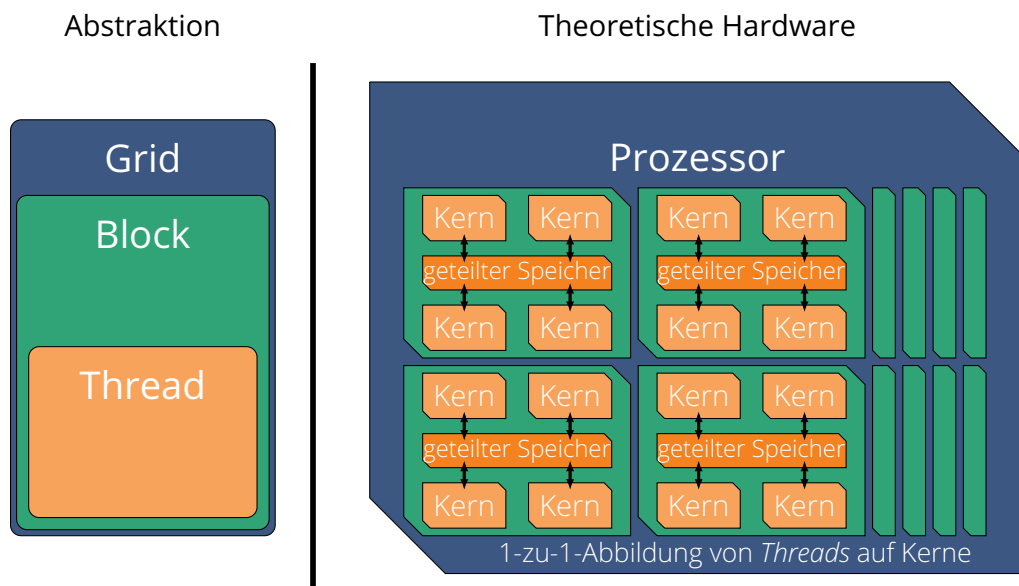 Abstraktion
Theoretische Hardware
Grid
Block
Thread
Prozessor
Kern Kern Kern Kern
geteilter Speicher geteilter Speicher
Kern Kern Kern Kern
Kern Kern Kern Kern
geteilter Speicher geteilter Speicher
Kern Kern Kern Kern
1-zu-1-Abbildung von Threads auf Kerne